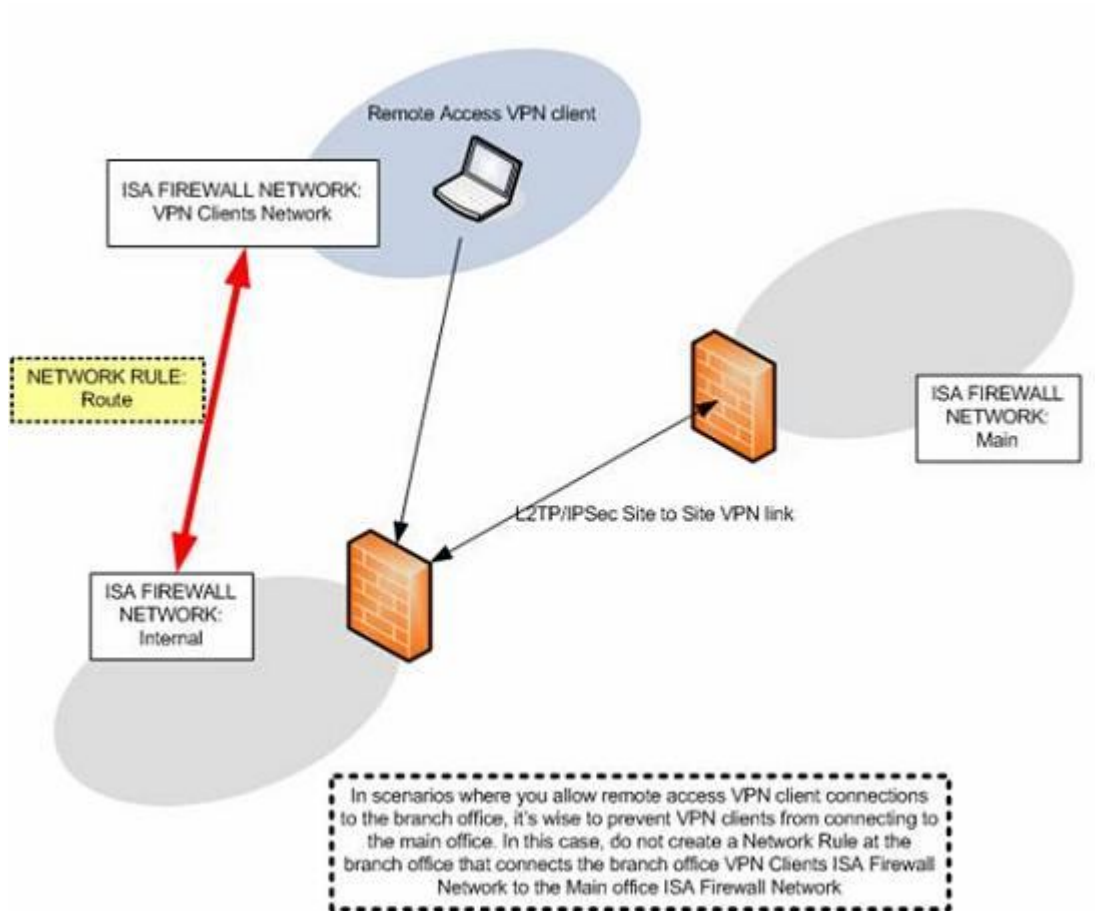 Remote Access VPN client
ISA FIREWALL NETWORK:
VPN Clients Network
NETWORK RULE:
Route
ISA FIREWALL
NETWORK:
Main
L2TP/IPSec Site to Site VPN link
ISA FIREWALL
NETWORK:
Internal
In scenarios where you allow remote access VPN client connections
to the branch office, it's wise to prevent VPN clients from connecting to
the main office. In this case, do not create a Network Rule at the
branch office that connects the branch office VPN Clients ISA Firewall
Network to the Main office ISA Firewall Network